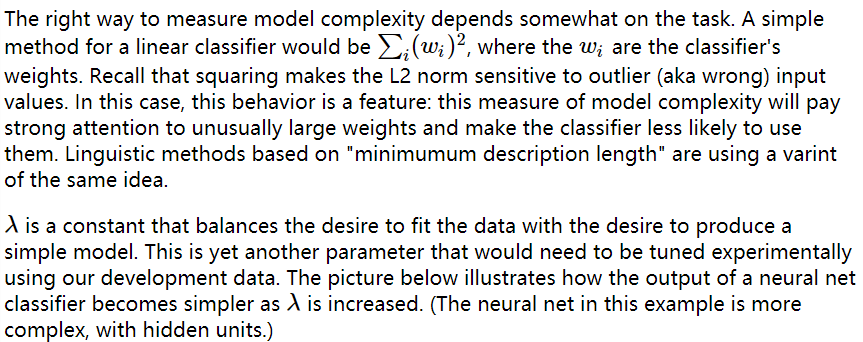 The right way to measure model complexity depends somewhat on the task. A simple
method for a linear classifier would be ∑ᵢ(wᵢ)², where the wᵢ are the classifier's
weights. Recall that squaring makes the L2 norm sensitive to outlier (aka wrong) input
values. In this case, this behavior is a feature: this measure of model complexity will pay
strong attention to unusually large weights and make the classifier less likely to use
them. Linguistic methods based on "minimumum description length" are using a varint
of the same idea.
λ is a constant that balances the desire to fit the data with the desire to produce a
simple model. This is yet another parameter that would need to be tuned experimentally
using our development data. The picture below illustrates how the output of a neural net
classifier becomes simpler as λ is increased. (The neural net in this example is more
complex, with hidden units.)